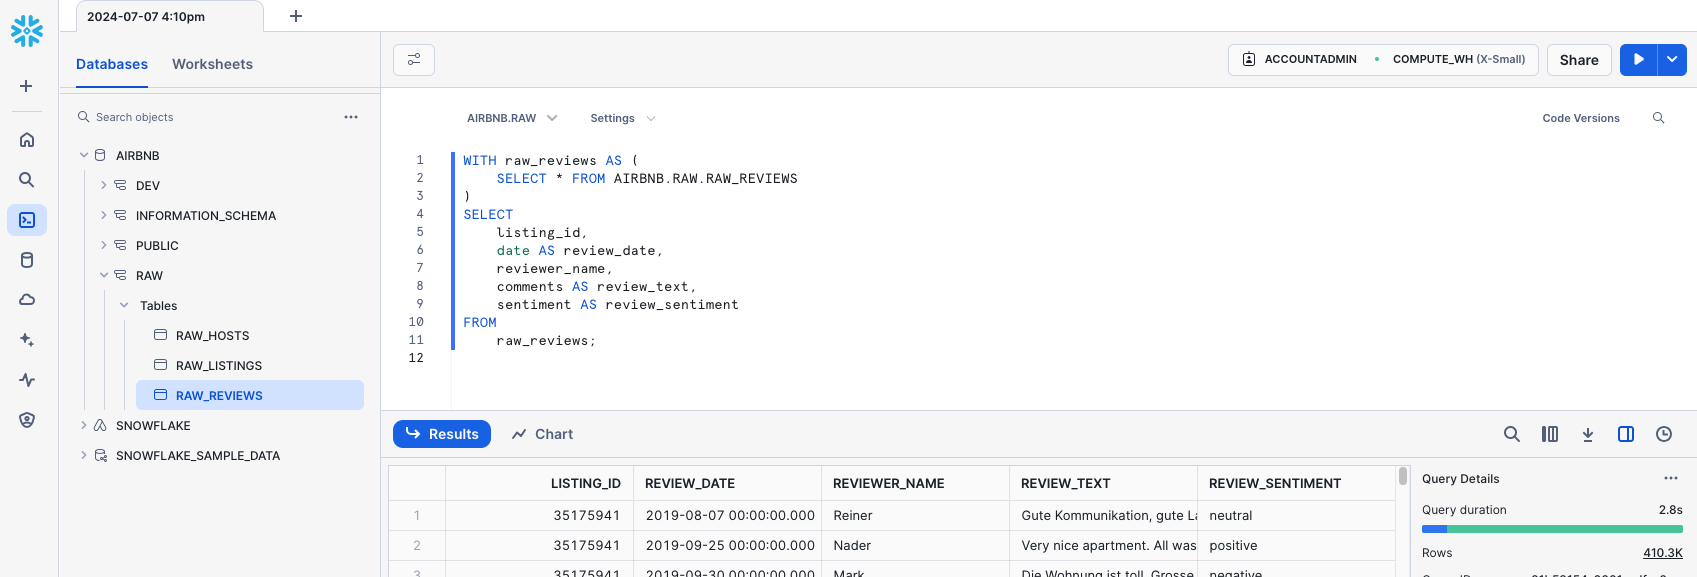 2024-07-07 4:10pm
Databases Worksheets
Search objects
AIRBNB
DEV
INFORMATION_SCHEMA
PUBLIC
RAW
Tables
RAW_HOSTS
RAW_LISTINGS
RAW_REVIEWS
SNOWFLAKE
SNOWFLAKE_SAMPLE_DATA
ACCOUNTADMIN COMPUTE_WH (X-Small) Share
AIRBNB.RAW Settings Code Versions
1 WITH raw_reviews AS (
2 SELECT * FROM AIRBNB.RAW.RAW_REVIEWS
3 )
4 SELECT
5 listing_id,
6 date AS review_date,
7 reviewer_name,
8 comments AS review_text,
9 sentiment AS review_sentiment
10 FROM
11 raw_reviews;
12
Results Chart
LISTING_ID REVIEW_DATE REVIEWER_NAME REVIEW_TEXT REVIEW_SENTIMENT
1 35175941 2019-08-07 00:00:00.000 Reiner Gute Kommunikation, gute La neutral
2 35175941 2019-09-25 00:00:00.000 Nader Very nice apartment. All was positive
3 35175941 2019-09-30 00:00:00.000 Mark Die Wohnung ist toll. Grosse negative
Query Details
Query duration 2.8s
Rows 410.3K